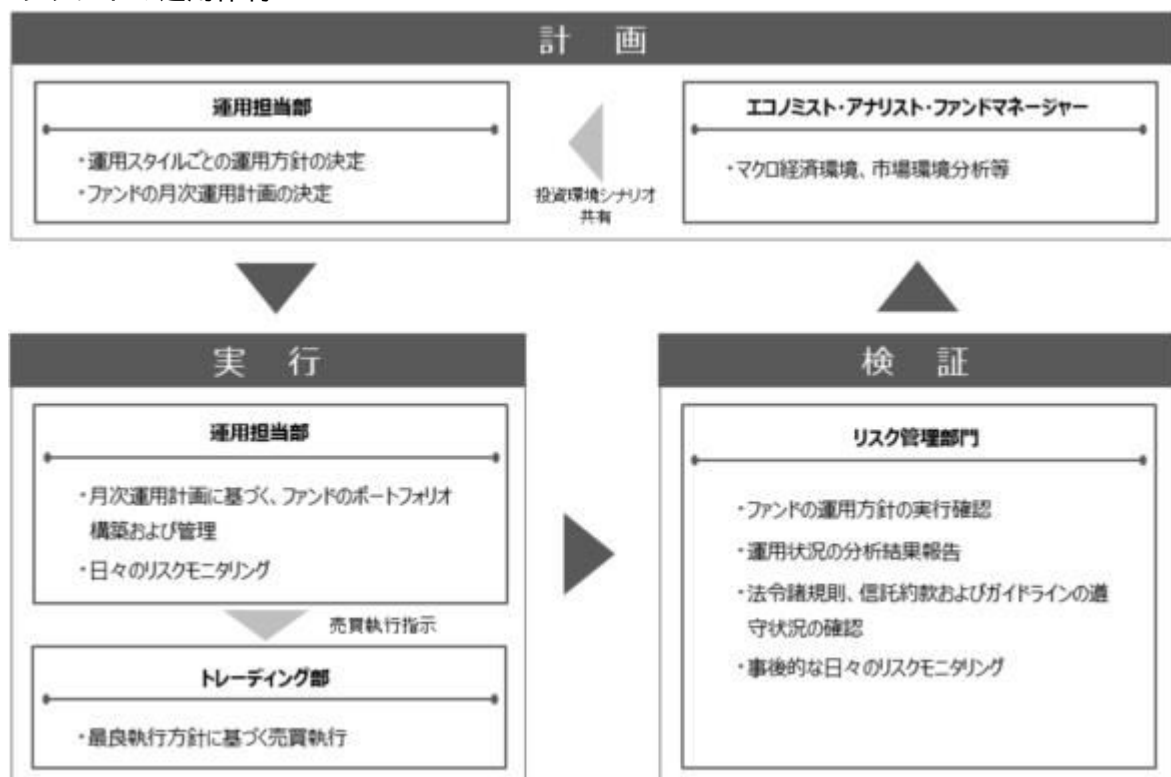 計 画
運用担当部
・運用スタイルごとの運用方針の決定
・ファンドの月次運用計画の決定
投資環境シナリオ
共有
エコノミスト・アナリスト・ファンドマネージャー
・マクロ経済環境、市場環境分析等
実 行
運用担当部
・月次運用計画に基づく、ファンドのポートフォリオ
構築および管理
・日々のリスクモニタリング
売買執行指示
トレーディング部
・最良執行方針に基づく売買執行
検 証
リスク管理部門
・ファンドの運用方針の実行確認
・運用状況の分析結果報告
・法令諸規則、信託約款およびガイドラインの遵
守状況の確認
・事後的な日々のリスクモニタリング